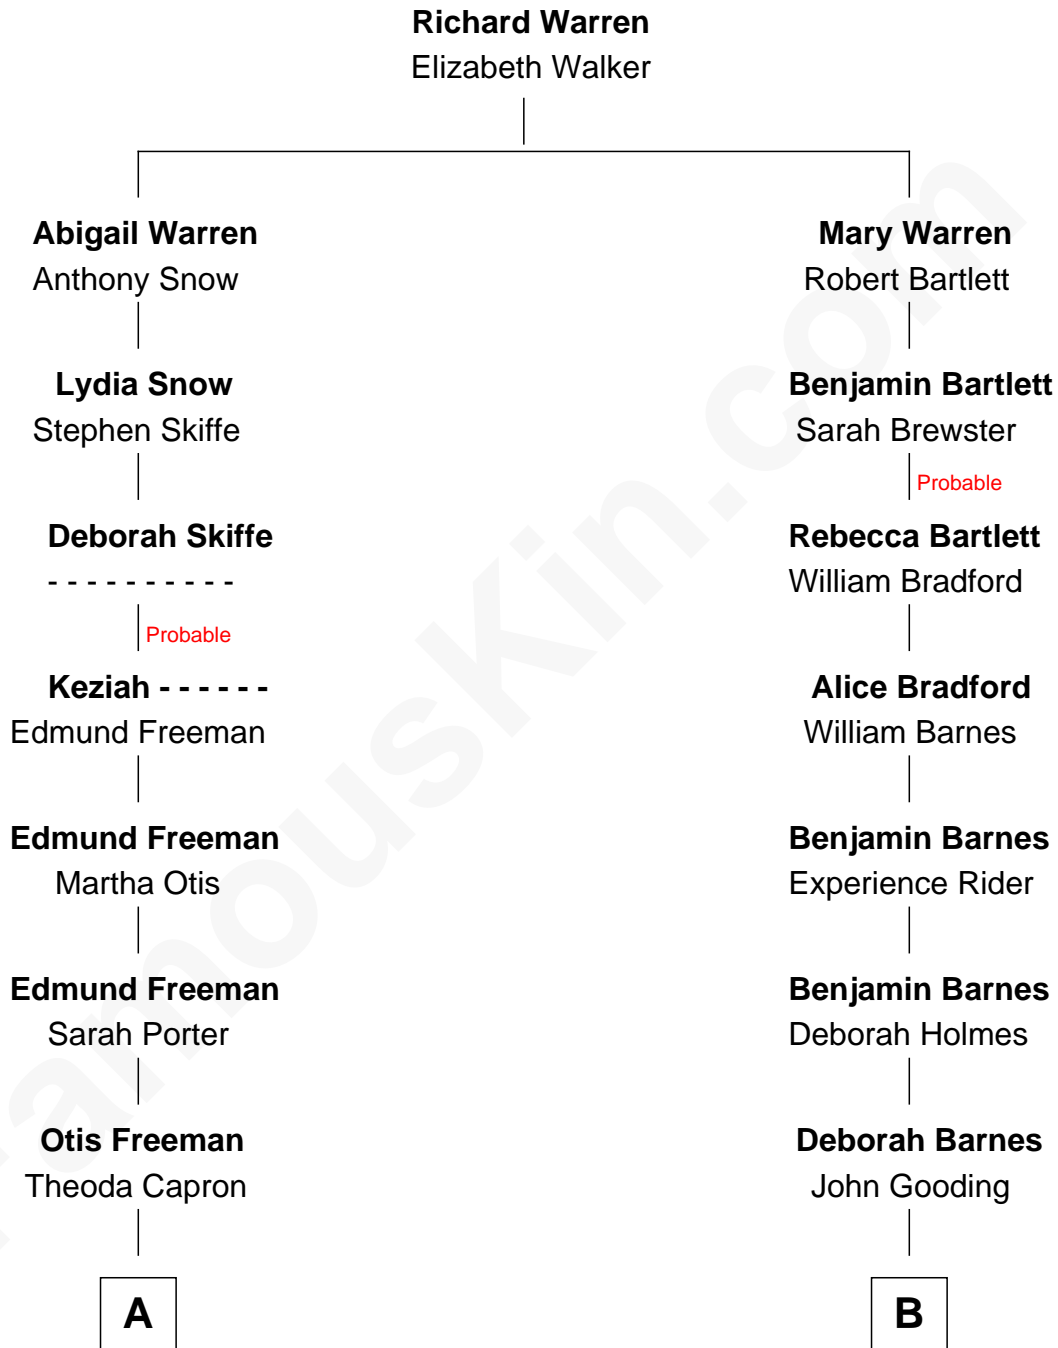 Richard Warren
Elizabeth Walker
Abigail Warren
Anthony Snow
Mary Warren
Robert Bartlett
Lydia Snow
Stephen Skiffe
Benjamin Bartlett
Sarah Brewster
Probable
Deborah Skiffe
- - - - - - - - - -
Rebecca Bartlett
William Bradford
Probable
Keziah - - - - - -
Edmund Freeman
Alice Bradford
William Barnes
Edmund Freeman
Martha Otis
Benjamin Barnes
Experience Rider
Edmund Freeman
Sarah Porter
Benjamin Barnes
Deborah Holmes
Otis Freeman
Theoda Capron
Deborah Barnes
John Gooding
A
B
FamousKin.com